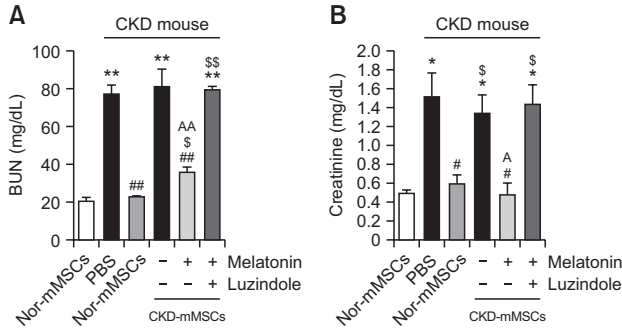 A
CKD mouse
BUN (mg/dL)
100
80
60
40
20
0
**
##
**
AA
$
##
$$
**
Nor-mMSCs
PBS
Nor-mMSCs
− + + Melatonin
− − + Luzindole
CKD-mMSCs
B
CKD mouse
Creatinine (mg/dL)
2.0
1.8
1.6
1.4
1.2
1.0
0.8
0.6
0.4
0.2
0
*
#
$
*
A
#
$
*
Nor-mMSCs
PBS
Nor-mMSCs
− + + Melatonin
− − + Luzindole
CKD-mMSCs